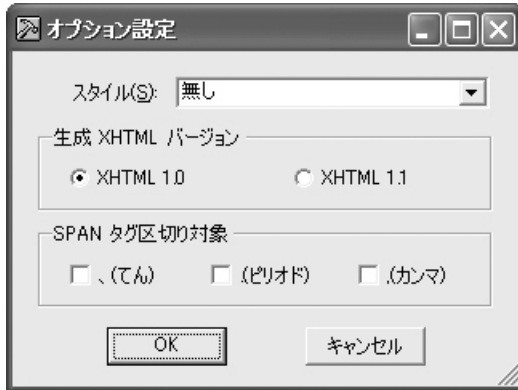 オプション設定
スタイル(S): 無し
生成 XHTML バージョン
XHTML 1.0 XHTML 1.1
SPAN タグ区切り対象
、(てん) .(ピリオド) ,(カンマ)
OK キャンセル